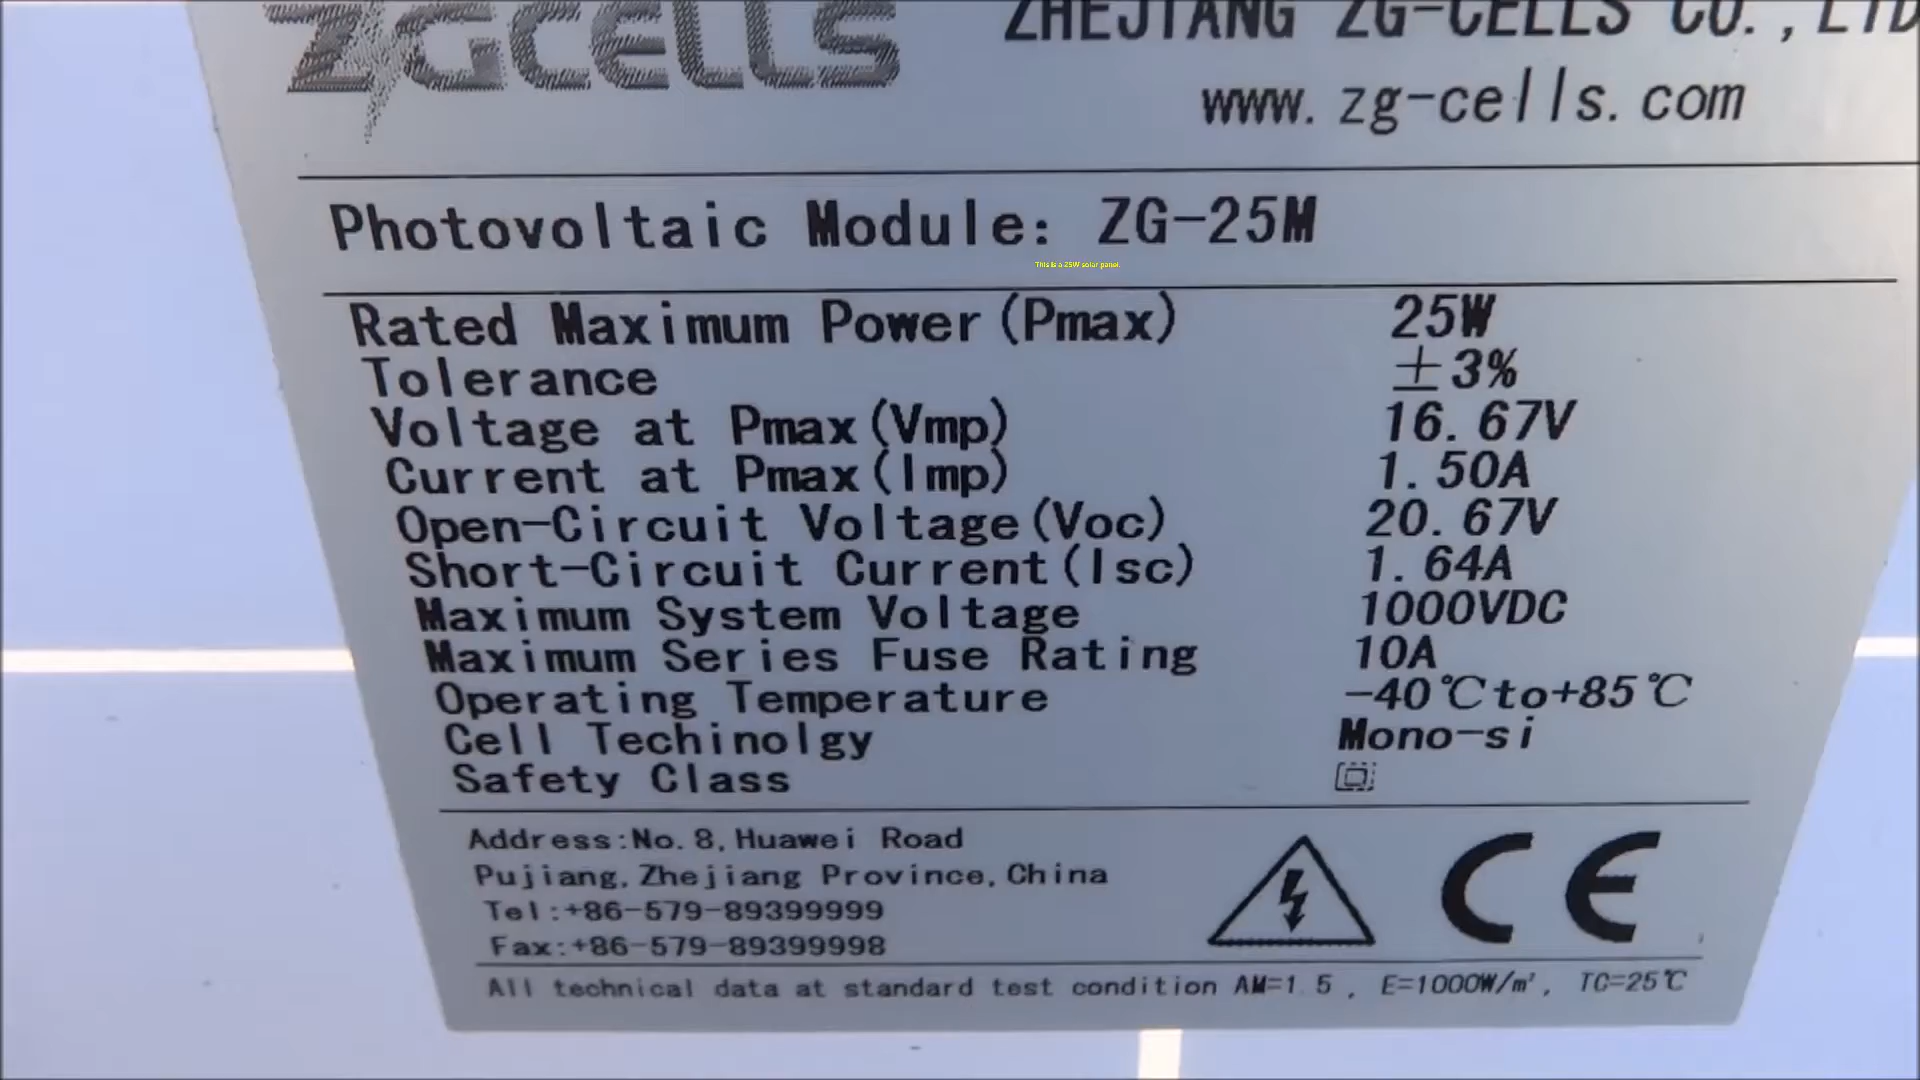 ZGCELLS
ZHEJIANG ZG-CELLS CO.,LTD
www.zg-cells.com
Photovoltaic Module: ZG-25M
This is a 25W solar panel.
Rated Maximum Power(Pmax) 25W
Tolerance ±3%
Voltage at Pmax(Vmp) 16.67V
Current at Pmax(Imp) 1.50A
Open-Circuit Voltage(Voc) 20.67V
Short-Circuit Current(Isc) 1.64A
Maximum System Voltage 1000VDC
Maximum Series Fuse Rating 10A
Operating Temperature -40℃to+85℃
Cell Techinolgy Mono-si
Safety Class
Address:No.8,Huawei Road
Pujiang,Zhejiang Province,China
Tel:+86-579-89399999
Fax:+86-579-89399998
CE
All technical data at standard test condition AM=1.5, E=1000W/m², TC=25℃